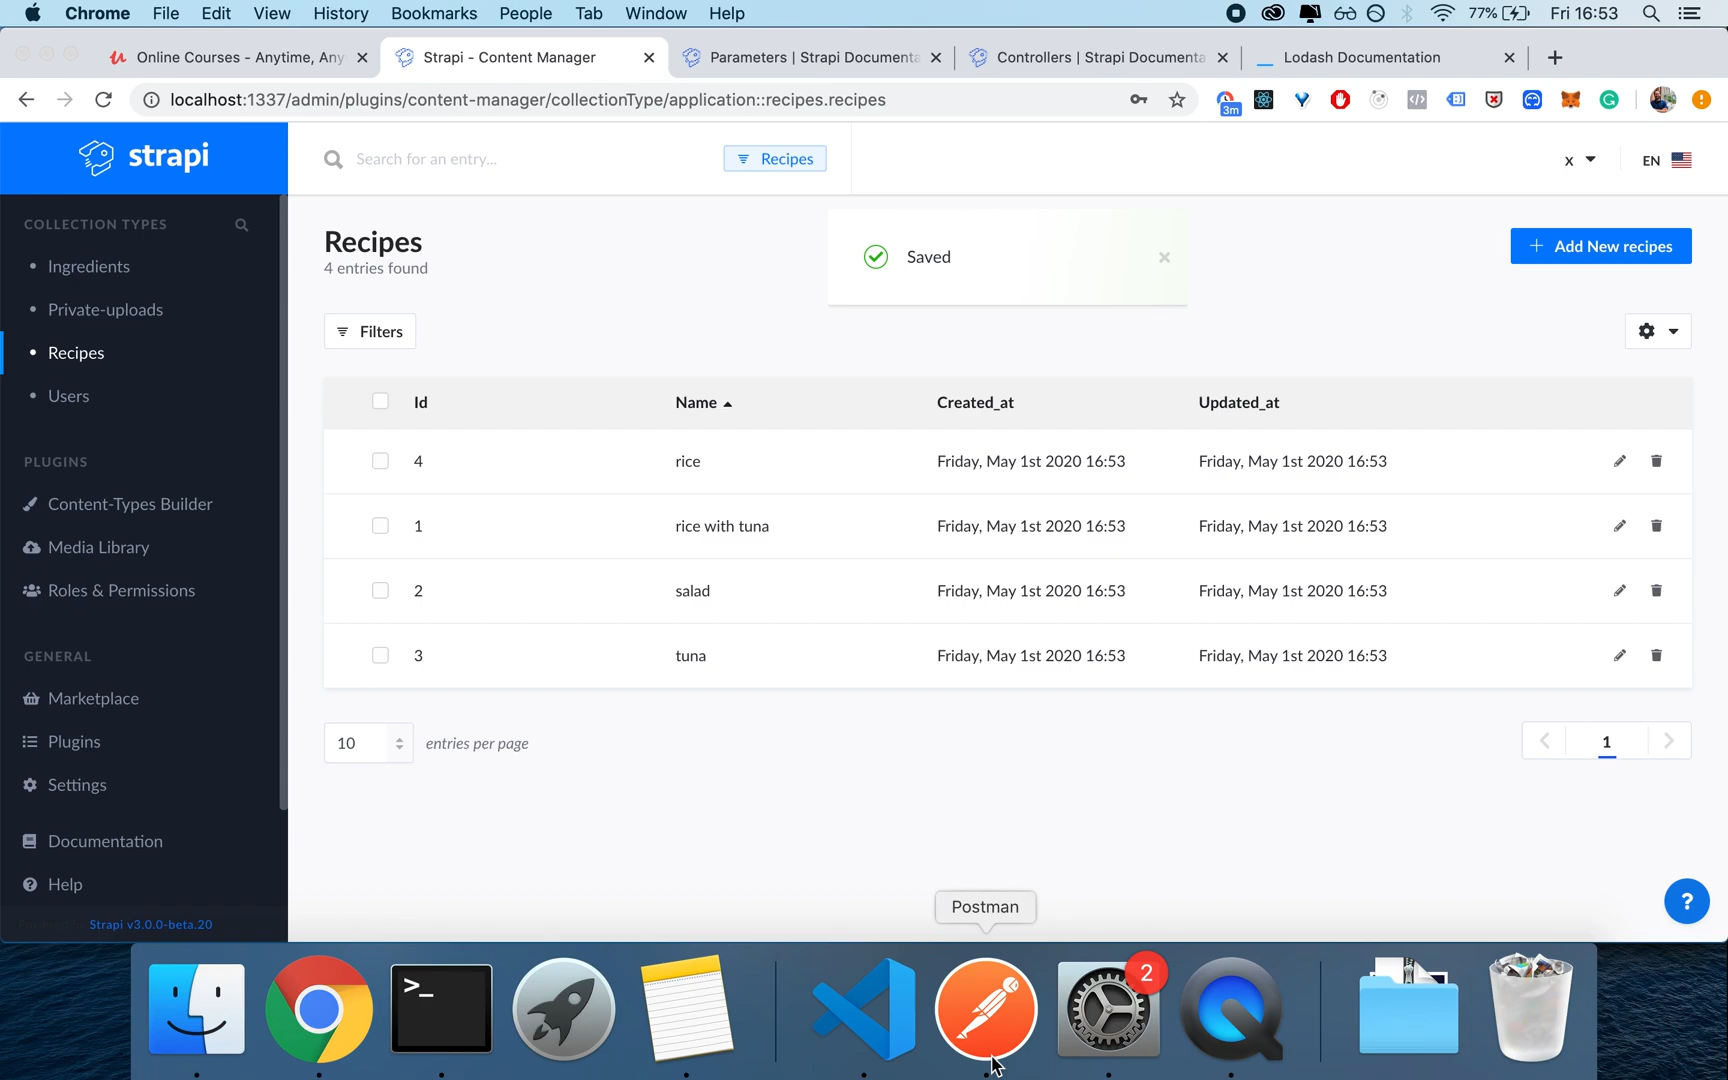 Chrome File Edit View History Bookmarks People Tab Window Help 77% Fri 16:53
Online Courses - Anytime, Any
Strapi - Content Manager
Parameters | Strapi Documenta
Controllers | Strapi Documenta
Lodash Documentation
localhost:1337/admin/plugins/content-manager/collectionType/application::recipes.recipes
3m
strapi
Search for an entry...
Recipes
x
EN
COLLECTION TYPES
Ingredients
Private-uploads
Recipes
Users
PLUGINS
Content-Types Builder
Media Library
Roles & Permissions
GENERAL
Marketplace
Plugins
Settings
Documentation
Help
Strapi v3.0.0-beta.20
Recipes
4 entries found
Saved
Add New recipes
Filters
Id Name Created_at Updated_at
4 rice Friday, May 1st 2020 16:53 Friday, May 1st 2020 16:53
1 rice with tuna Friday, May 1st 2020 16:53 Friday, May 1st 2020 16:53
2 salad Friday, May 1st 2020 16:53 Friday, May 1st 2020 16:53
3 tuna Friday, May 1st 2020 16:53 Friday, May 1st 2020 16:53
10 entries per page
1
?
Postman
>_
2